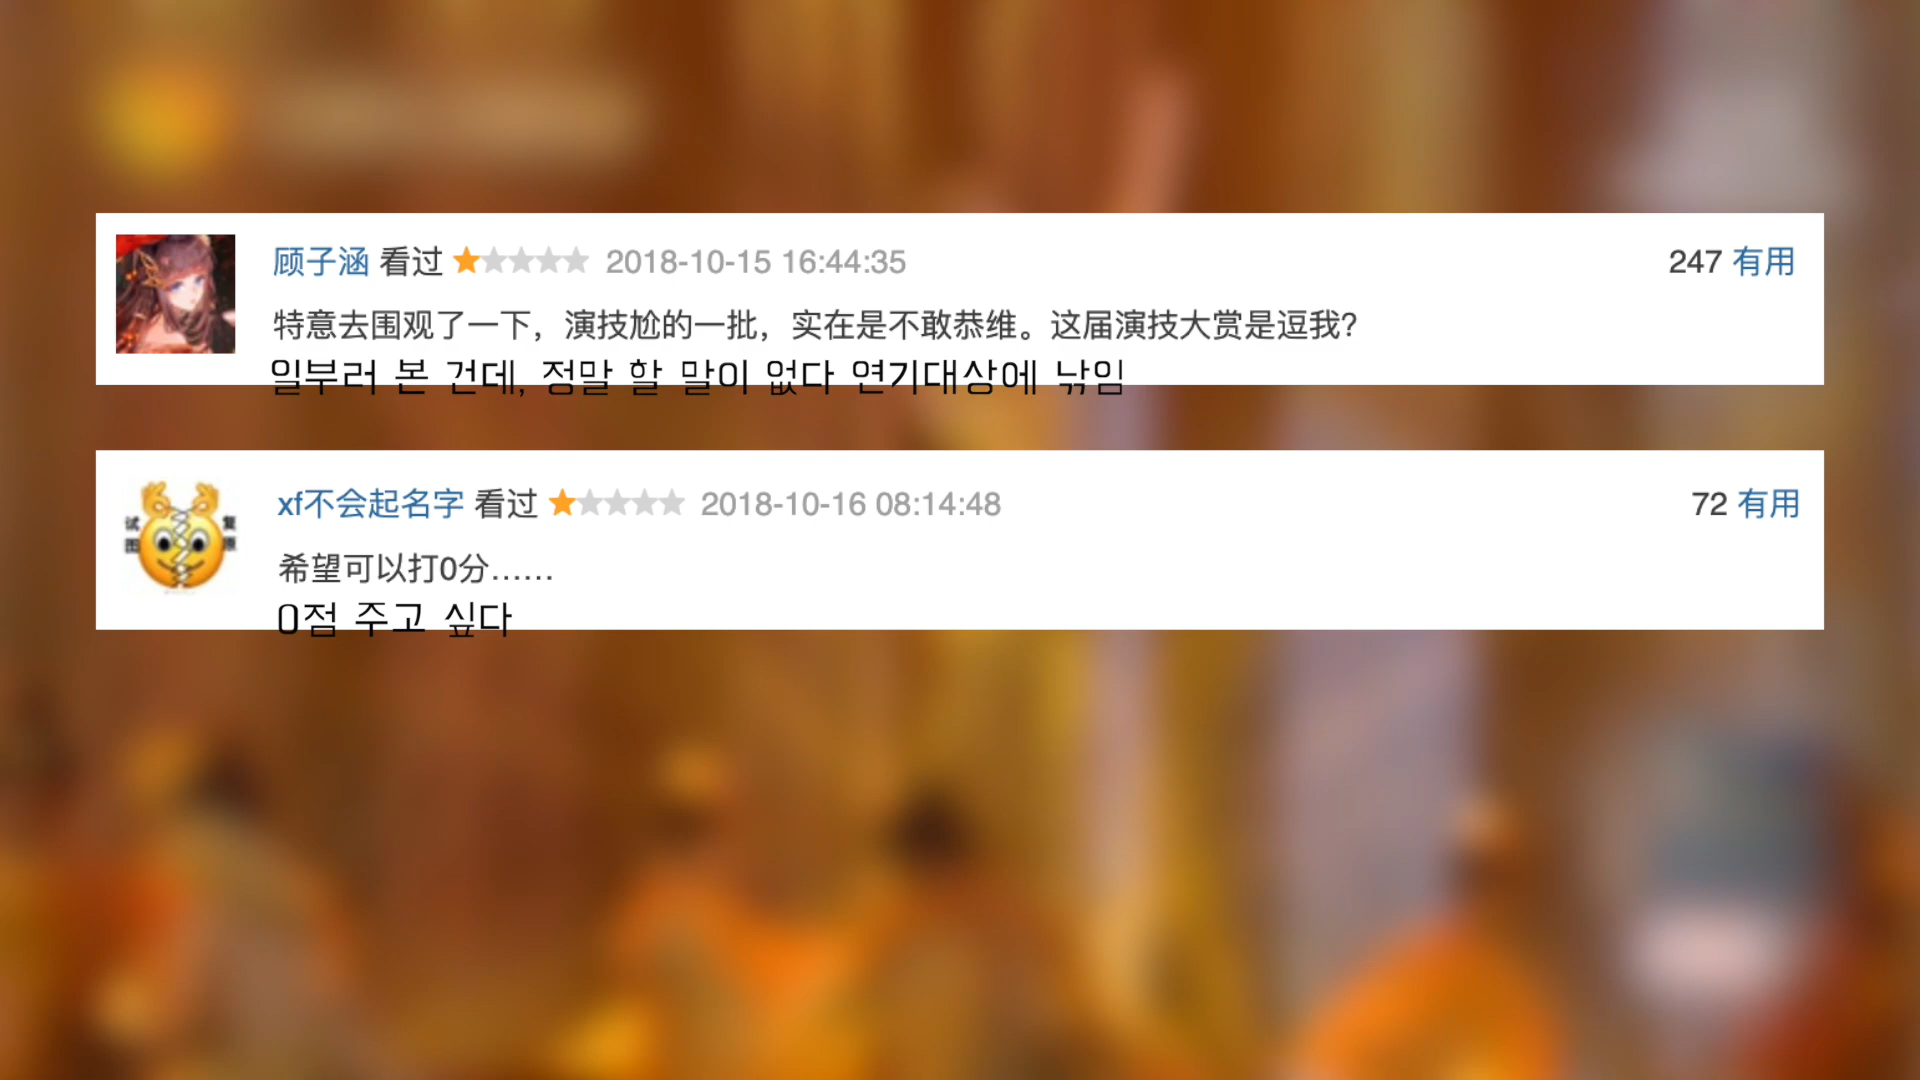 顾子涵 看过 2018-10-15 16:44:35 247 有用
特意去围观了一下，演技尬的一批，实在是不敢恭维。这届演技大赏是逗我？
일부러 본 건데, 정말 할 말이 없다 연기대상에 낚임
xf不会起名字 看过 2018-10-16 08:14:48 72 有用
试图 复原
希望可以打0分……
0점 주고 싶다